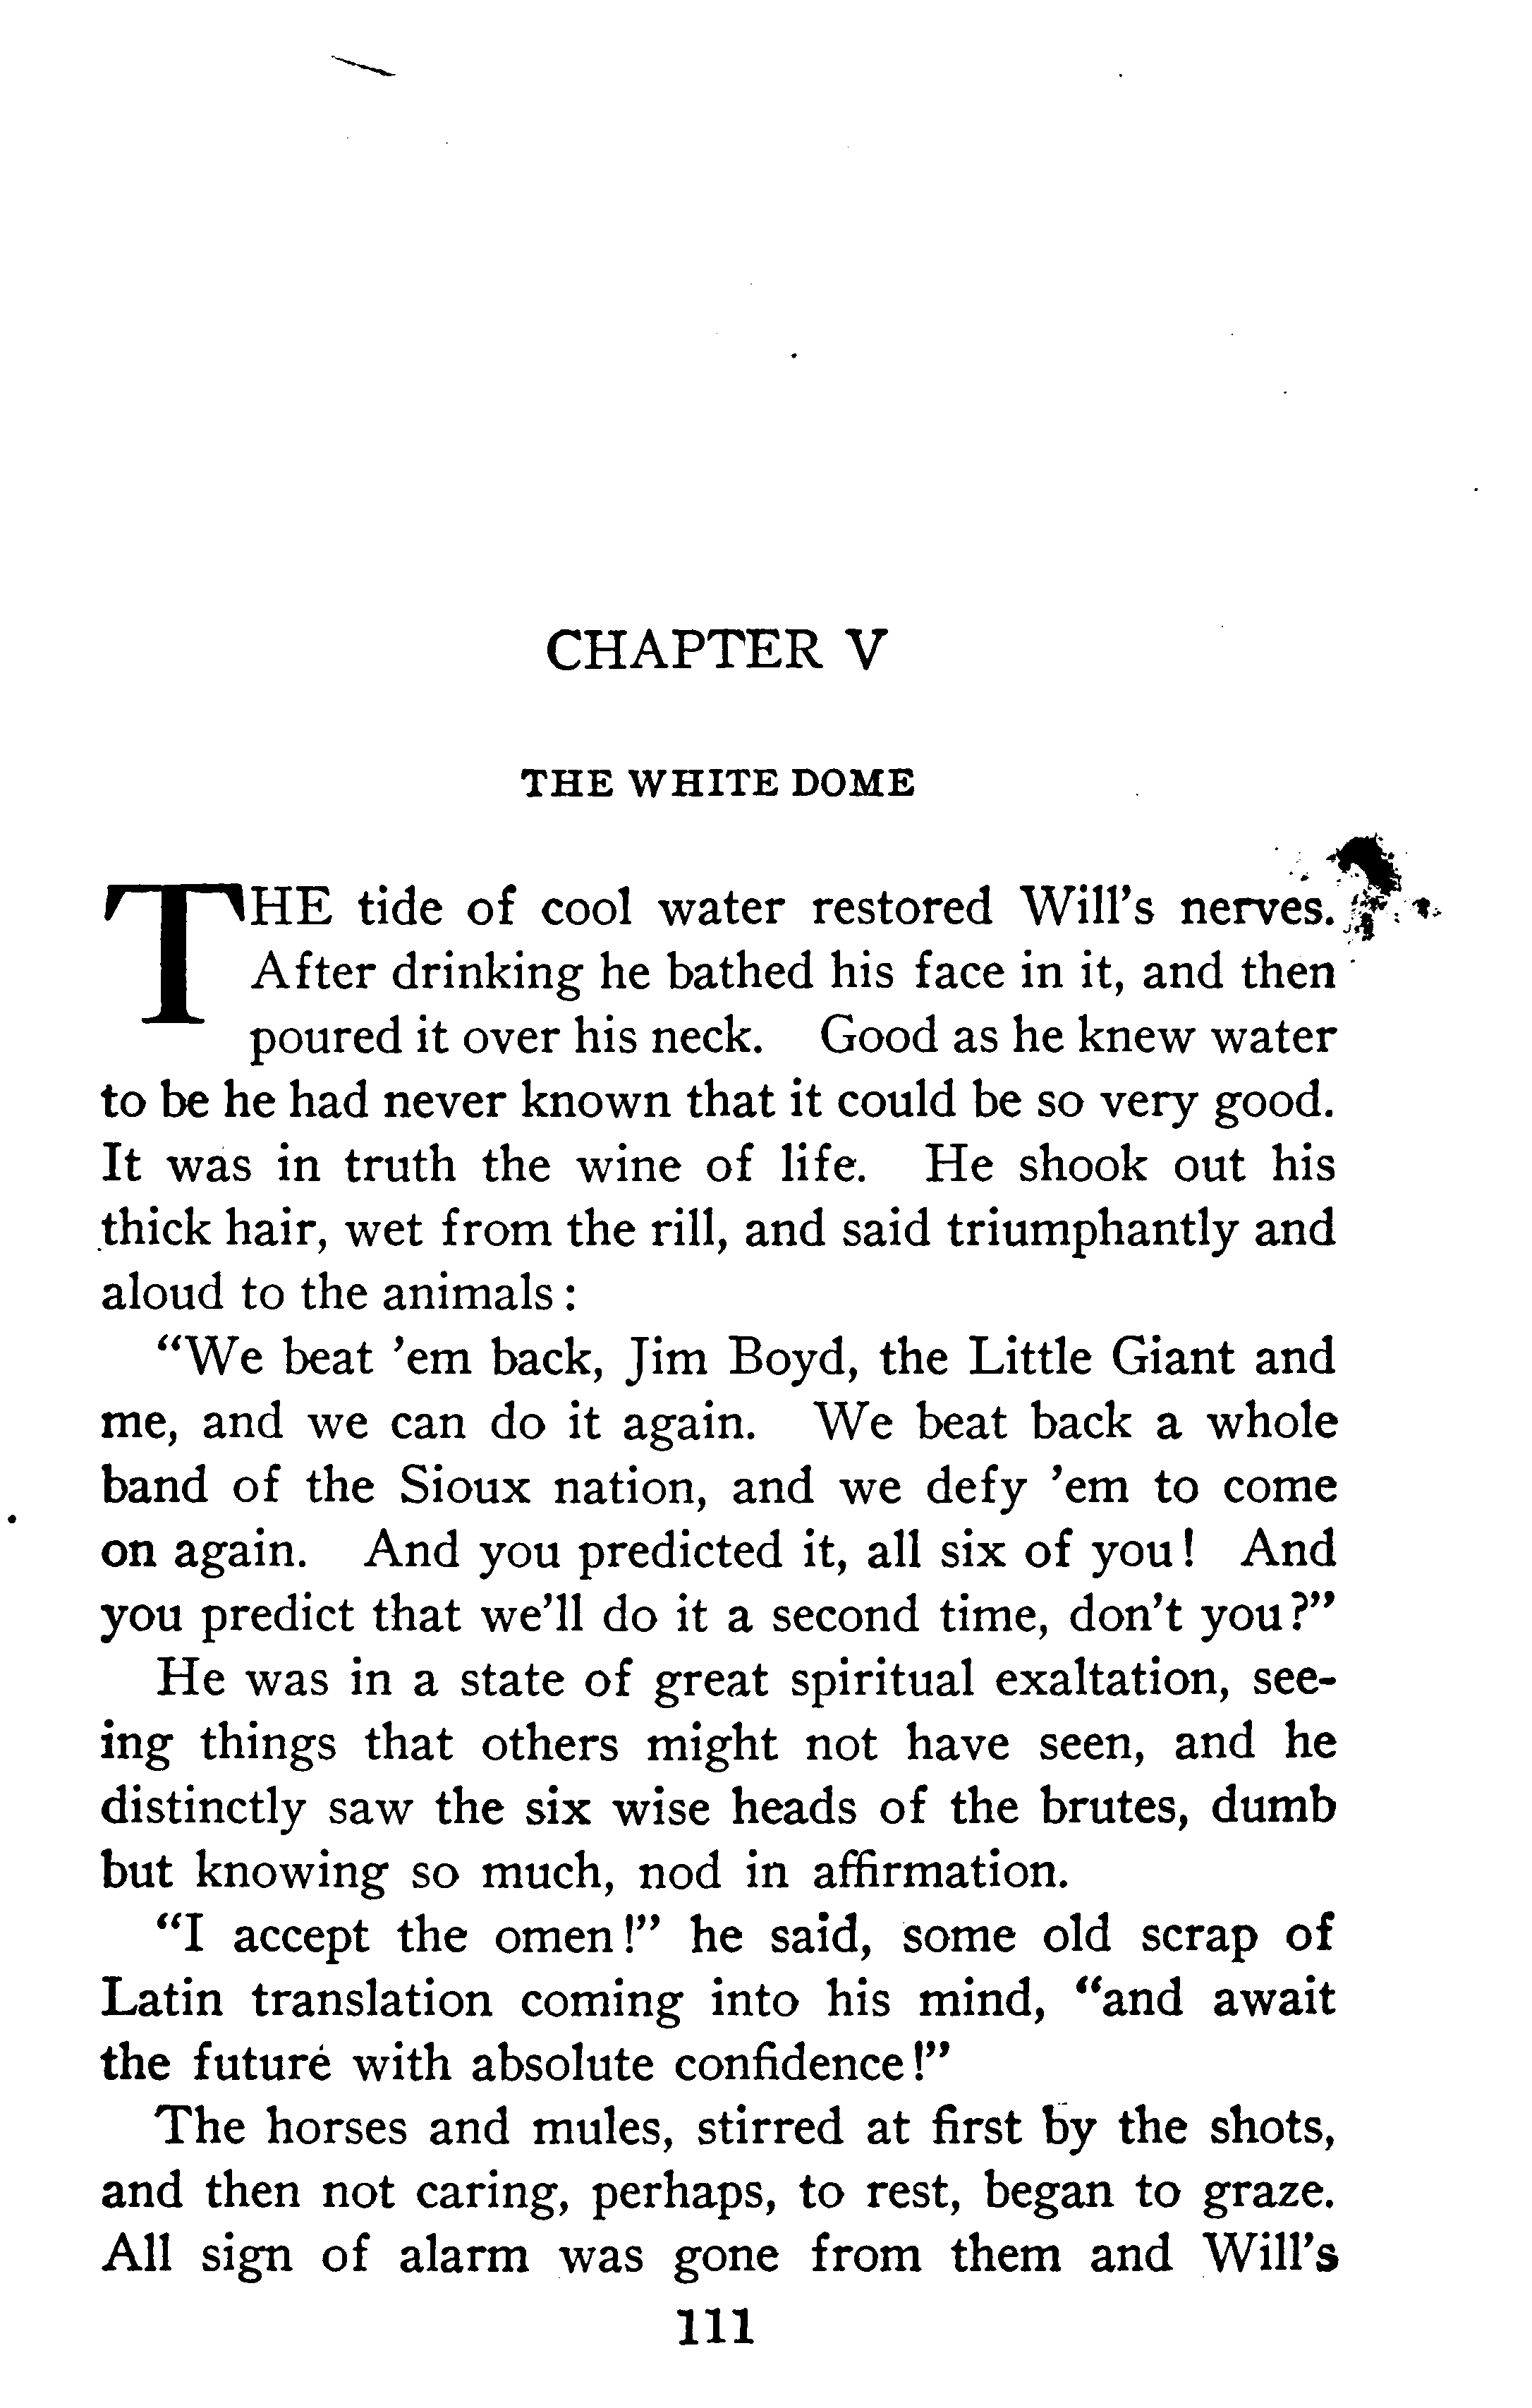 CHAPTER V
THE WHITE DOME
THE tide of cool water restored Will's nerves.
After drinking he bathed his face in it, and then
poured it over his neck. Good as he knew water
to be he had never known that it could be so very good.
It was in truth the wine of life. He shook out his
thick hair, wet from the rill, and said triumphantly and
aloud to the animals:
"We beat 'em back, Jim Boyd, the Little Giant and
me, and we can do it again. We beat back a whole
band of the Sioux nation, and we defy 'em to come
on again. And you predicted it, all six of you! And
you predict that we'll do it a second time, don't you?"
He was in a state of great spiritual exaltation, see-
ing things that others might not have seen, and he
distinctly saw the six wise heads of the brutes, dumb
but knowing so much, nod in affirmation.
"I accept the omen!" he said, some old scrap of
Latin translation coming into his mind, "and await
the future with absolute confidence!"
The horses and mules, stirred at first by the shots,
and then not caring, perhaps, to rest, began to graze.
All sign of alarm was gone from them and Will's
111